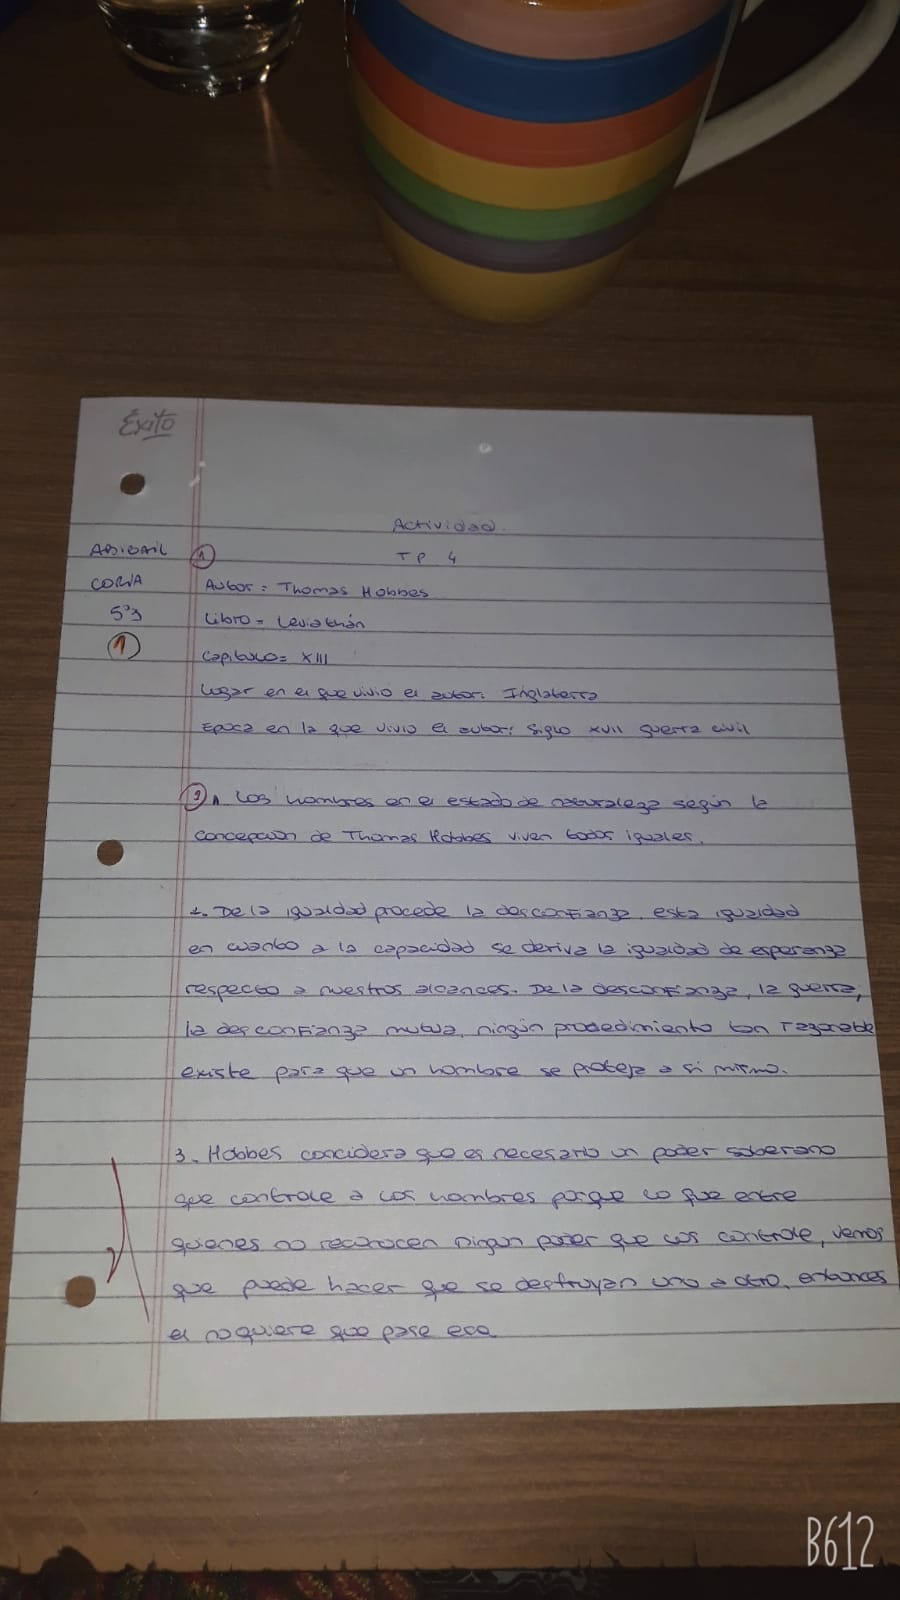 Éxito
Actividad.
TP 4
ABIGAIL
CORIA
5°3
1
1
Autor = Thomas Hobbes
Libro = Leviathán
Capitulo = XIII
Lugar en el que vivio el autor: Inglaterra
Epoca en la que vivio el autor: Siglo XVII guerra civil
2 1. Los hombres en el estado de naturaleza según la
concepcion de Thomas Hobbes viven todos iguales.
2. De la igualdad procede la desconfianza, esta igualdad
en cuanto a la capacidad se deriva la igualdad de esperanza
respecto a nuestros alcances. De la desconfianza, la guerra,
la desconfianza mutua, ningún procedimiento tan razonable
existe para que un hombre se proteja a si mismo.
3. Hobbes concidera que es necesario un poder soberano
que controle a los hombres porque lo que entre
quienes no reconocen nigun poder que los controle, vemos
que puede hacer que se destruyan uno a otro, entonces
el no quiere que pase eso
B612